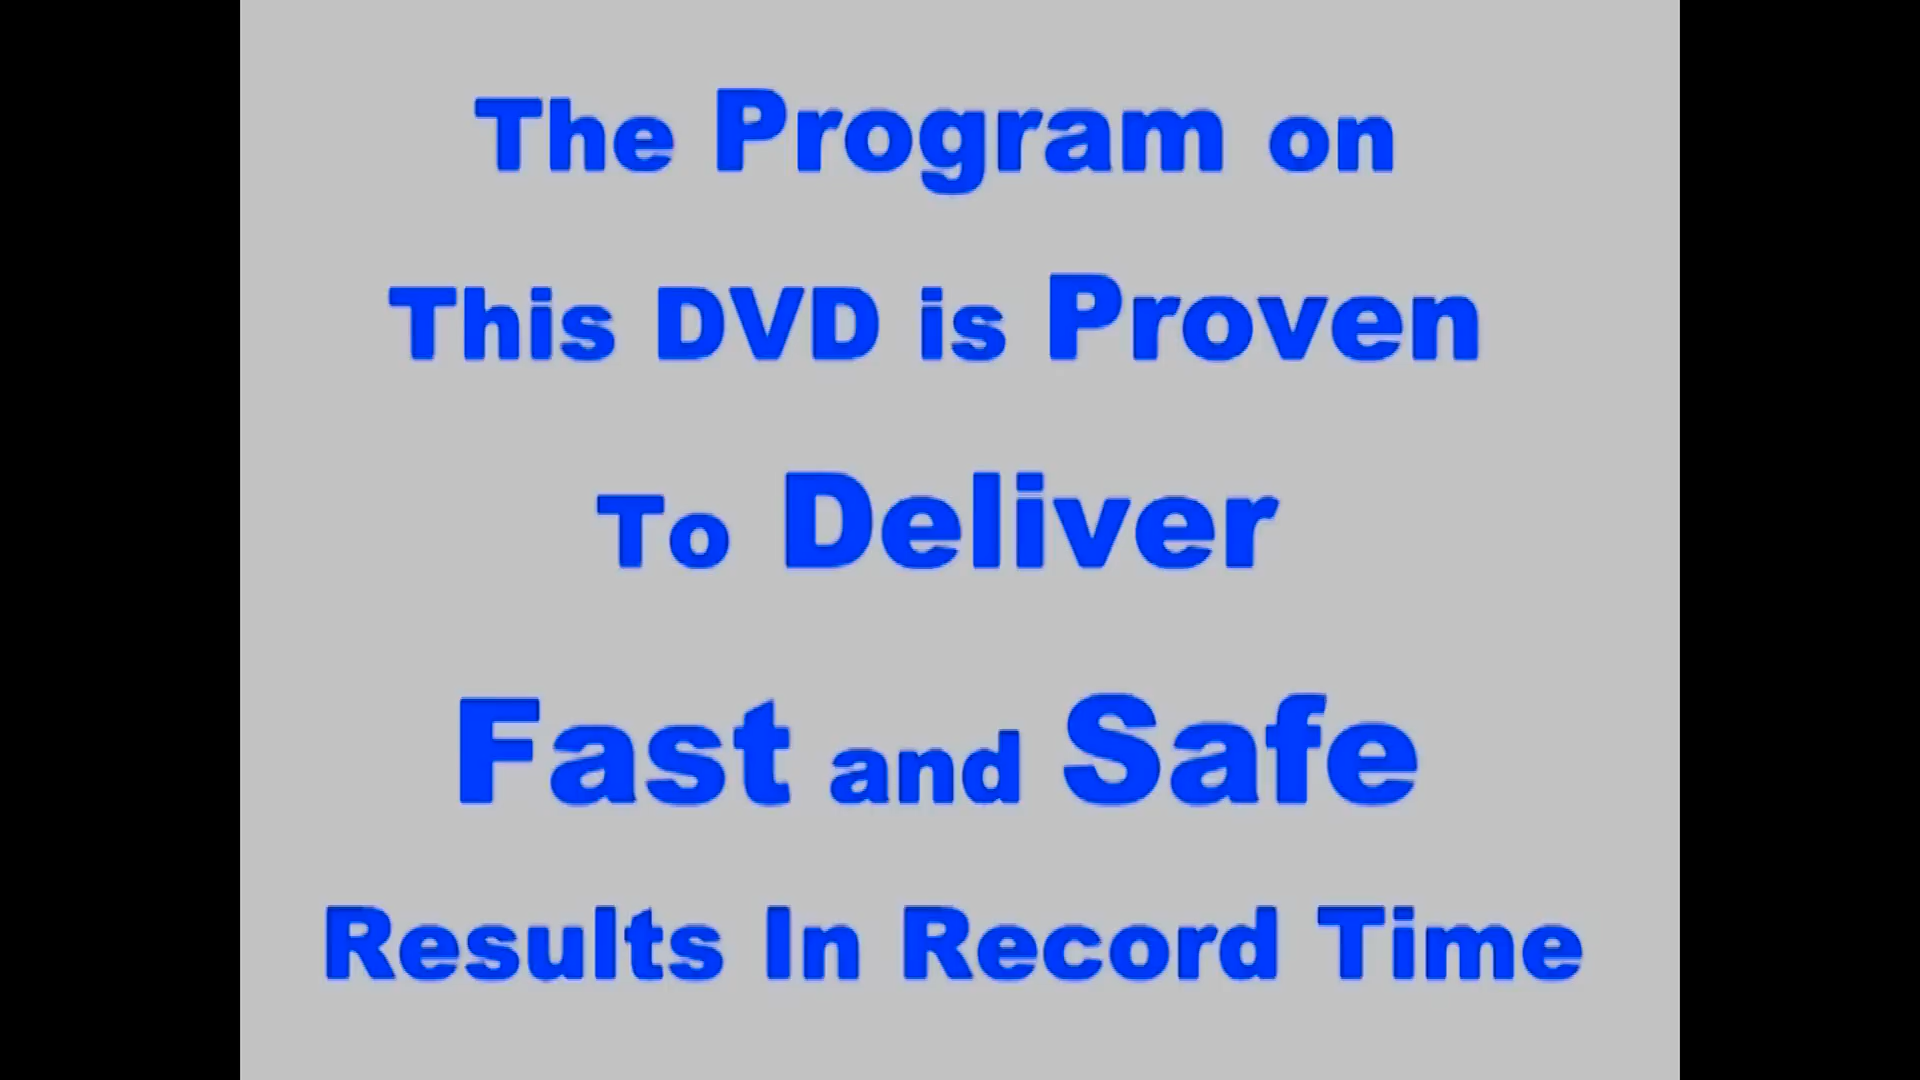 The Program on
This DVD is Proven
To Deliver
Fast and Safe
Results In Record Time